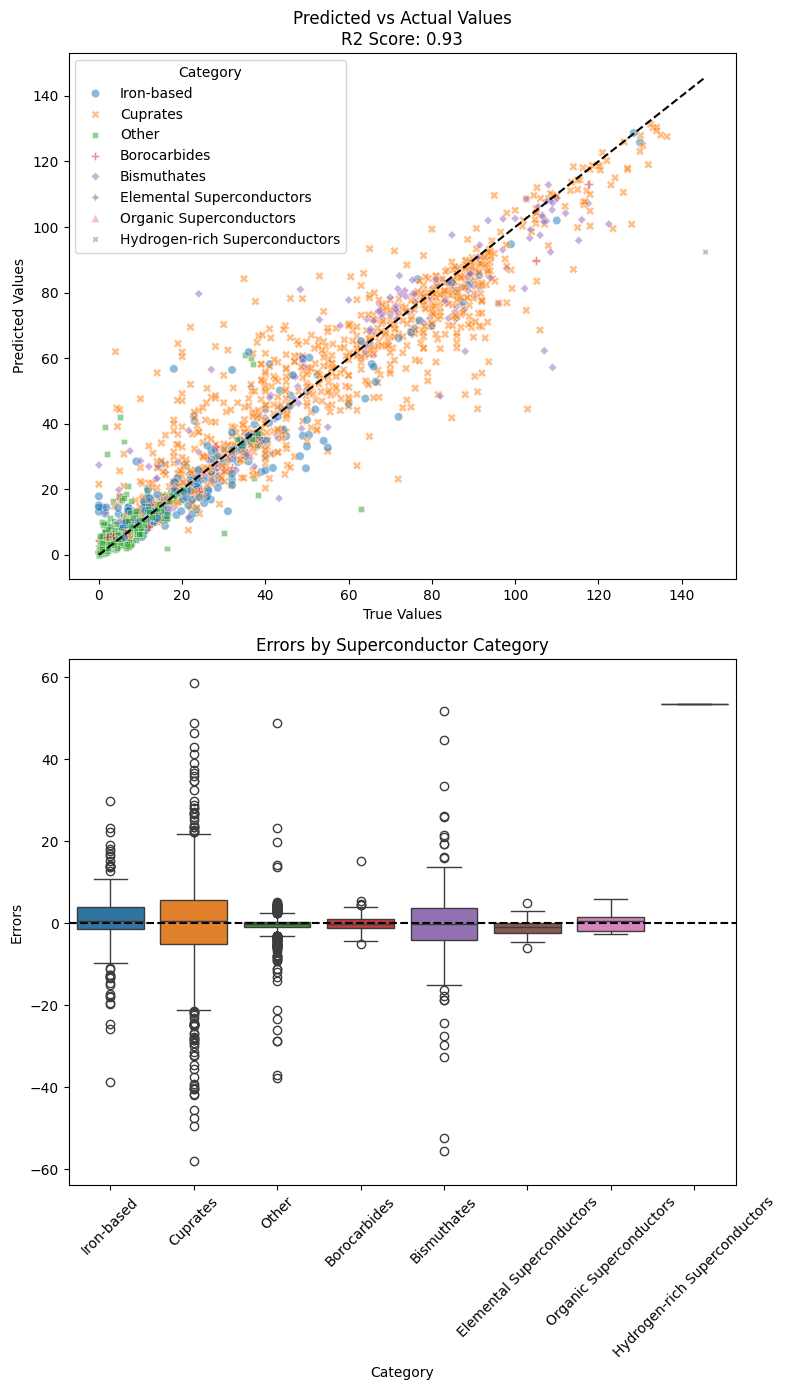 Predicted vs Actual Values
R2 Score: 0.93
Category
Iron-based
Cuprates
Other
Borocarbides
Bismuthates
Elemental Superconductors
Organic Superconductors
Hydrogen-rich Superconductors
Predicted Values
140
120
100
80
60
40
20
0
0 20 40 60 80 100 120 140
True Values
Errors by Superconductor Category
Errors
60
40
20
0
−20
−40
−60
Iron-based
Cuprates
Other
Borocarbides
Bismuthates
Elemental Superconductors
Organic Superconductors
Hydrogen-rich Superconductors
Category